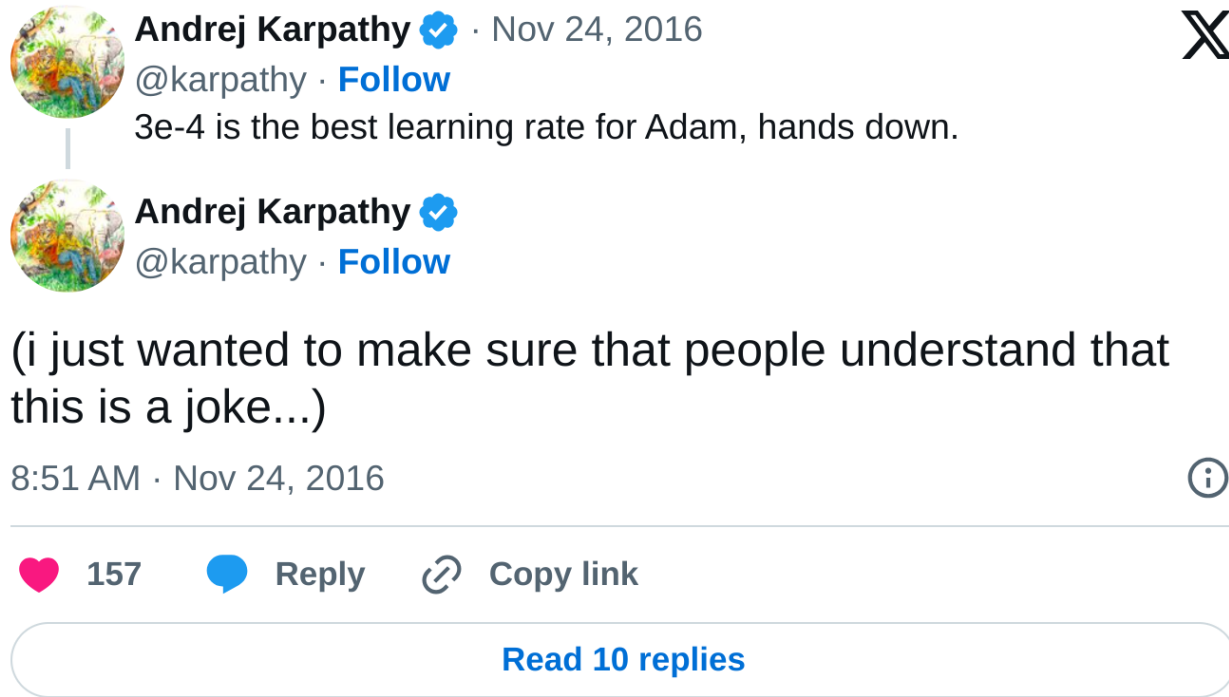 Andrej Karpathy · Nov 24, 2016
@karpathy · Follow
3e-4 is the best learning rate for Adam, hands down.
Andrej Karpathy
@karpathy · Follow
(i just wanted to make sure that people understand that
this is a joke...)
8:51 AM · Nov 24, 2016
157 Reply Copy link
Read 10 replies